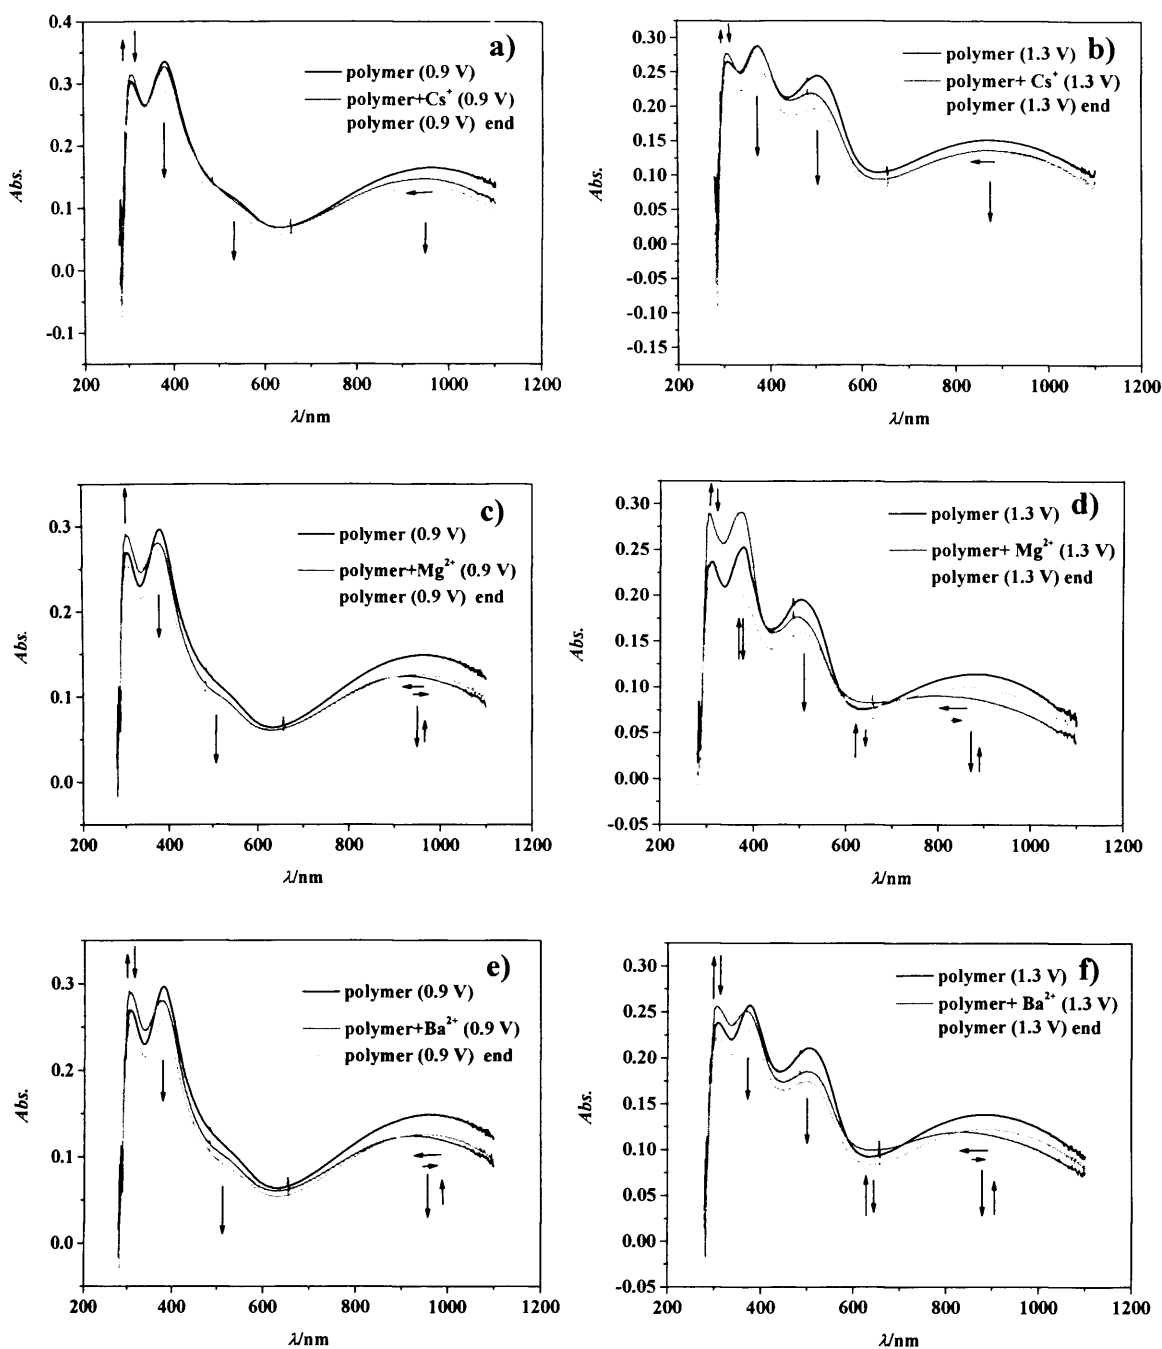 a)
polymer (0.9 V)
polymer+Cs⁺ (0.9 V)
polymer (0.9 V) end
0.4
0.3
0.2
0.1
0.0
-0.1
Abs.
200 400 600 800 1000 1200
λ/nm
b)
polymer (1.3 V)
polymer+ Cs⁺ (1.3 V)
polymer (1.3 V) end
0.30
0.25
0.20
0.15
0.10
0.05
0.00
-0.05
-0.10
-0.15
Abs.
200 400 600 800 1000 1200
λ/nm
c)
polymer (0.9 V)
polymer+Mg²⁺ (0.9 V)
polymer (0.9 V) end
0.3
0.2
0.1
0.0
Abs.
200 400 600 800 1000 1200
λ/nm
d)
polymer (1.3 V)
polymer+ Mg²⁺ (1.3 V)
polymer (1.3 V) end
0.30
0.25
0.20
0.15
0.10
0.05
0.00
-0.05
Abs.
200 400 600 800 1000 1200
λ/nm
e)
polymer (0.9 V)
polymer+Ba²⁺ (0.9 V)
polymer (0.9 V) end
0.3
0.2
0.1
0.0
Abs.
200 400 600 800 1000 1200
λ/nm
f)
polymer (1.3 V)
polymer+ Ba²⁺ (1.3 V)
polymer (1.3 V) end
0.30
0.25
0.20
0.15
0.10
0.05
0.00
-0.05
Abs.
200 400 600 800 1000 1200
λ/nm